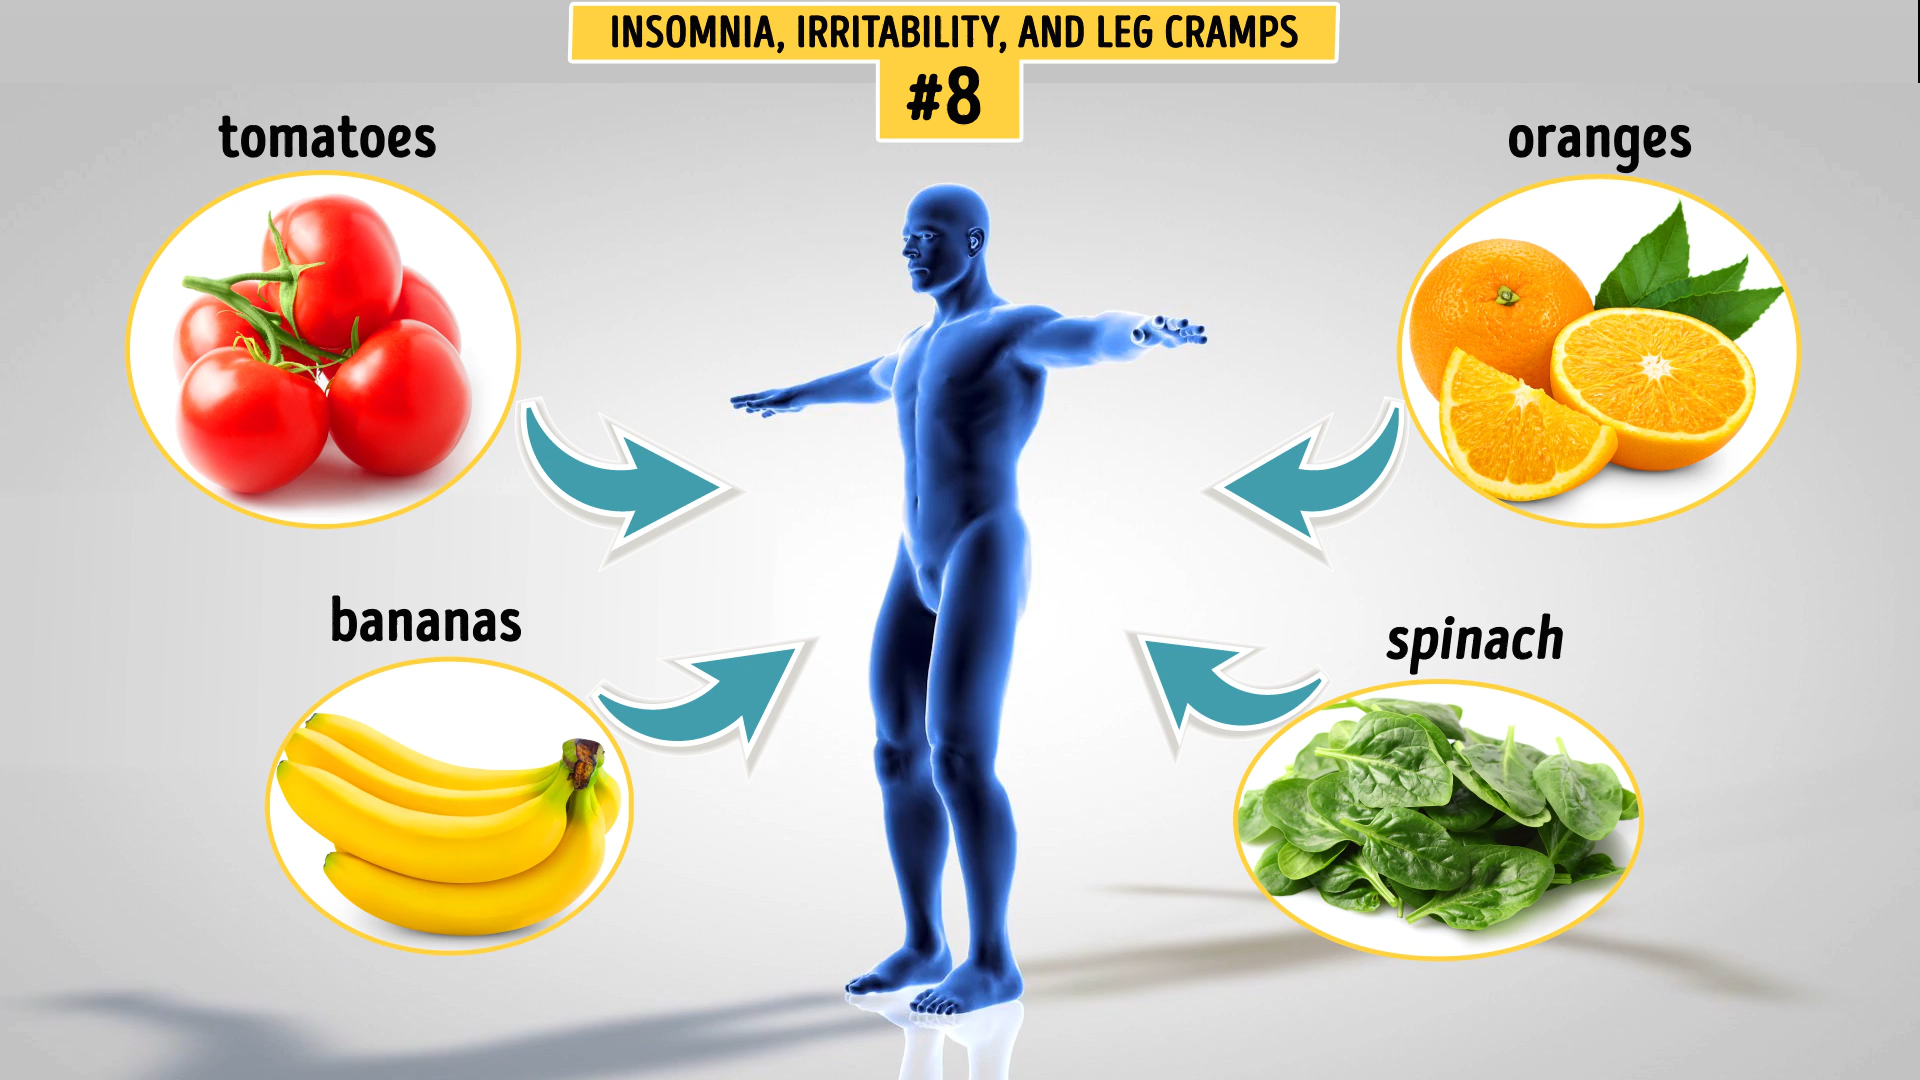 INSOMNIA, IRRITABILITY, AND LEG CRAMPS
#8
tomatoes
oranges
bananas
spinach